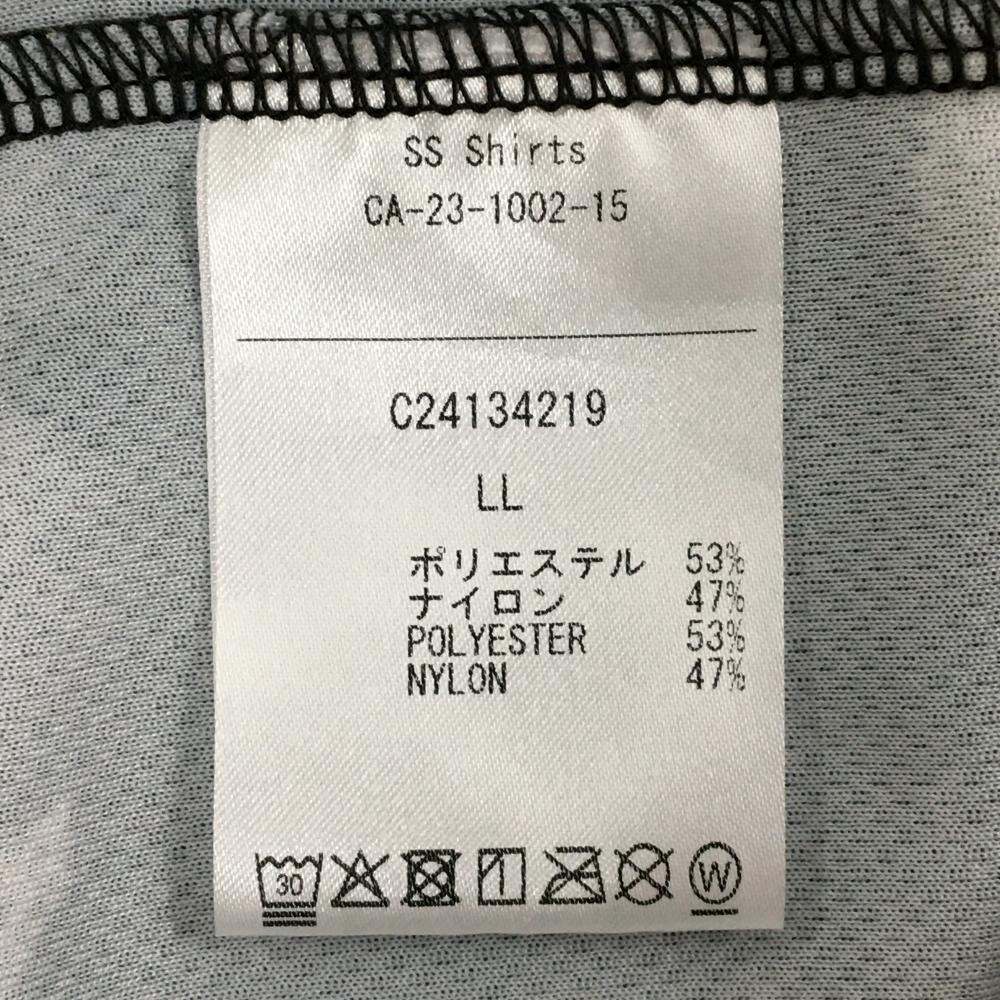 SS Shirts
CA-23-1002-15
C24134219
LL
ポリエステル 53%
ナイロン 47%
POLYESTER 53%
NYLON 47%
30 W